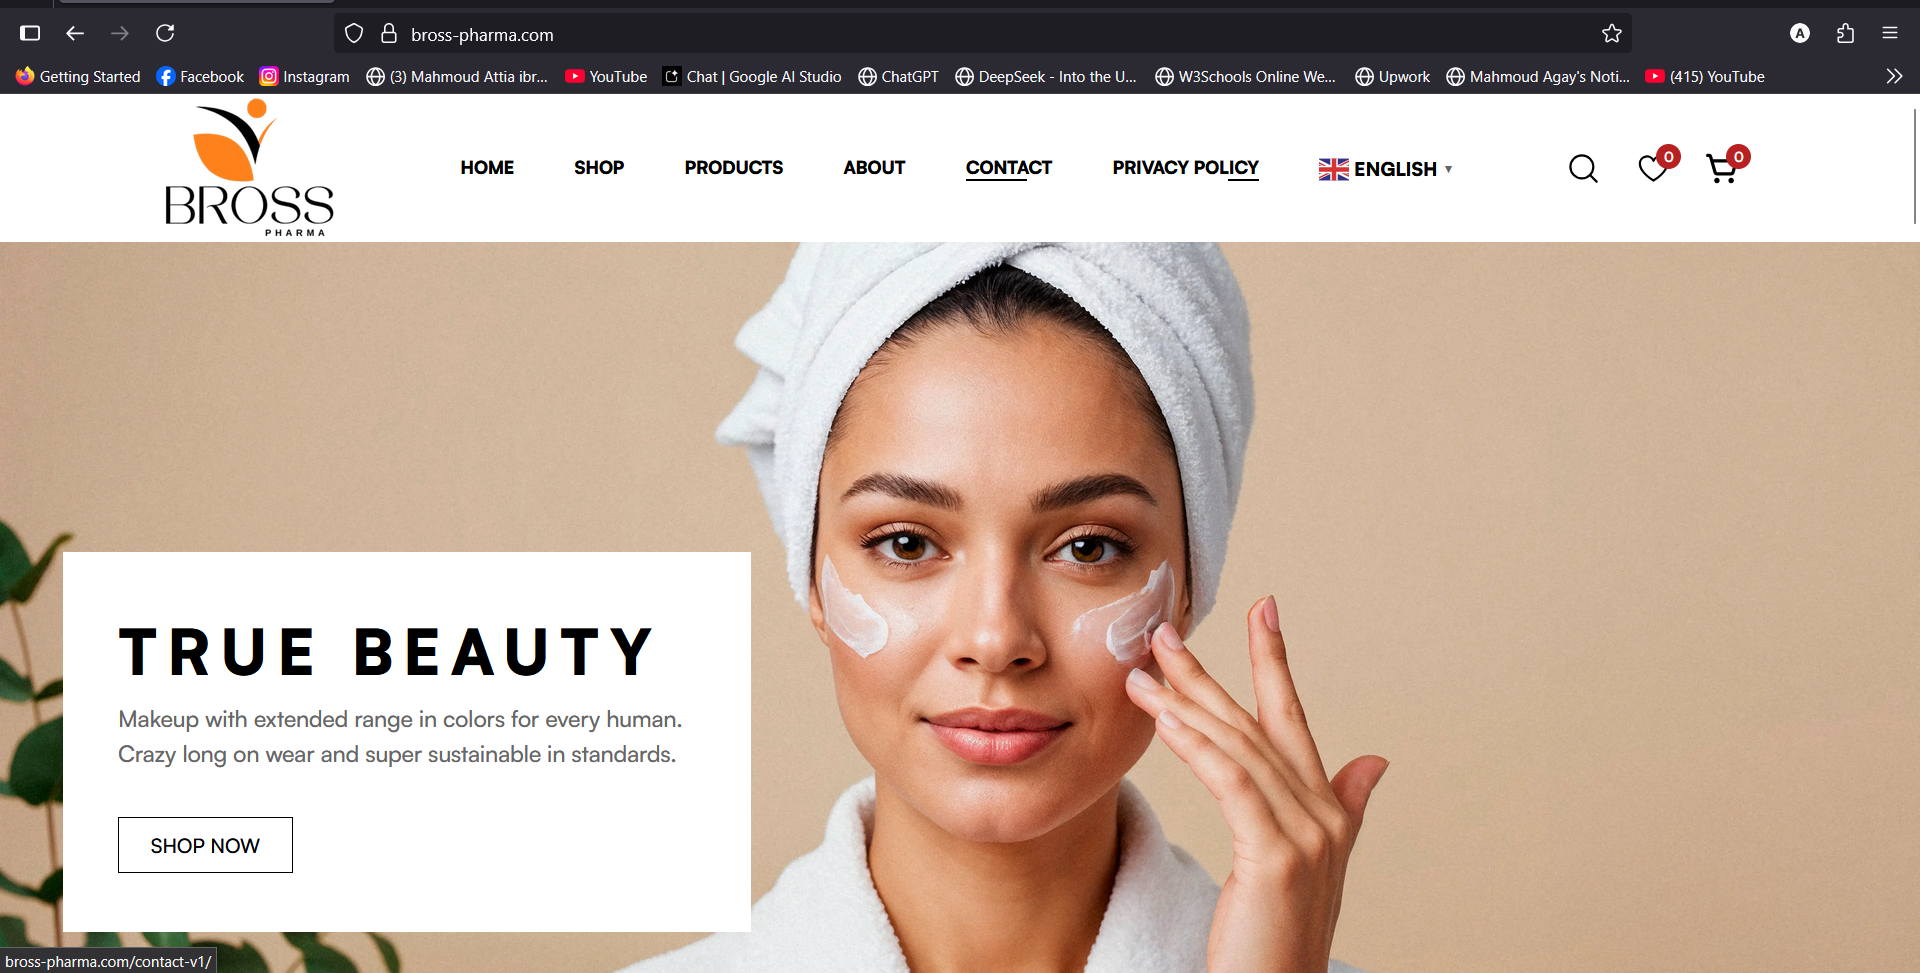 bross-pharma.com
A
Getting Started
Facebook
Instagram
(3) Mahmoud Attia ibr...
YouTube
Chat | Google AI Studio
ChatGPT
DeepSeek - Into the U...
W3Schools Online We...
Upwork
Mahmoud Agay's Noti...
(415) YouTube
BROSS
PHARMA
HOME
SHOP
PRODUCTS
ABOUT
CONTACT
PRIVACY POLICY
ENGLISH
0
0
TRUE BEAUTY
Makeup with extended range in colors for every human.
Crazy long on wear and super sustainable in standards.
SHOP NOW
bross-pharma.com/contact-v1/